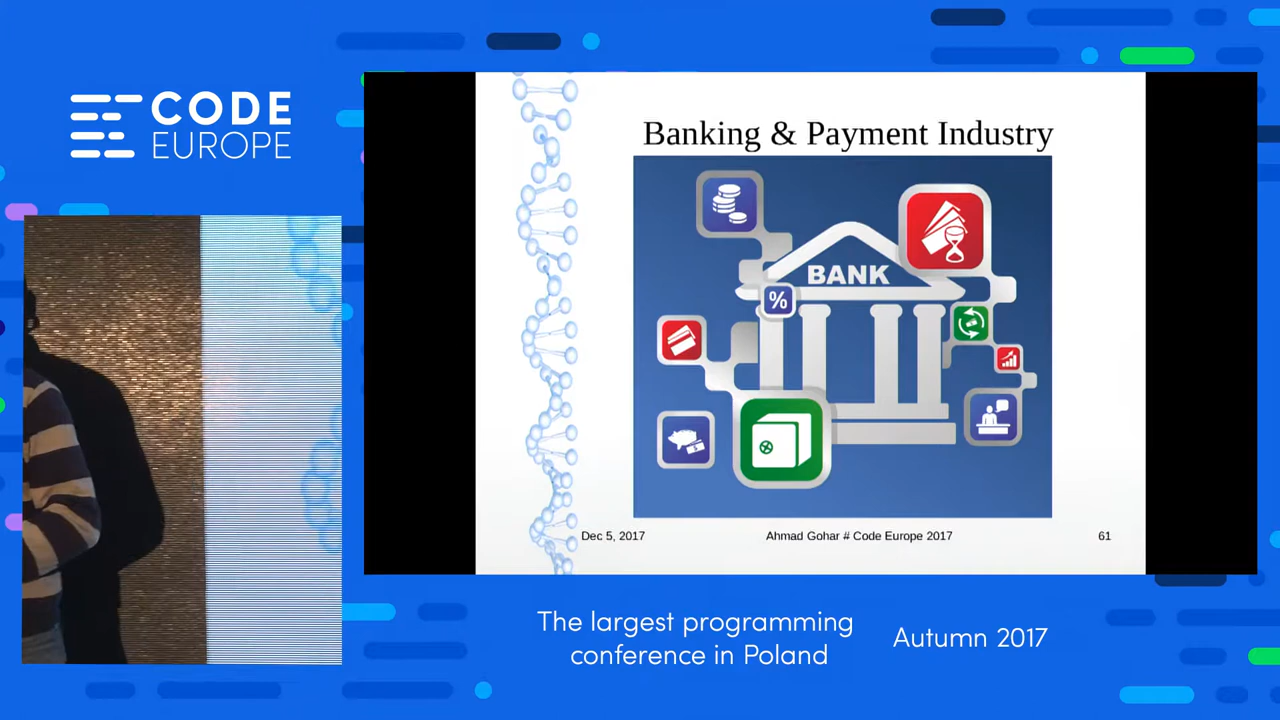 CODE
EUROPE
Banking & Payment Industry
BANK
%
Dec 5, 2017
Ahmad Gohar # Code Europe 2017
61
The largest programming
conference in Poland
Autumn 2017